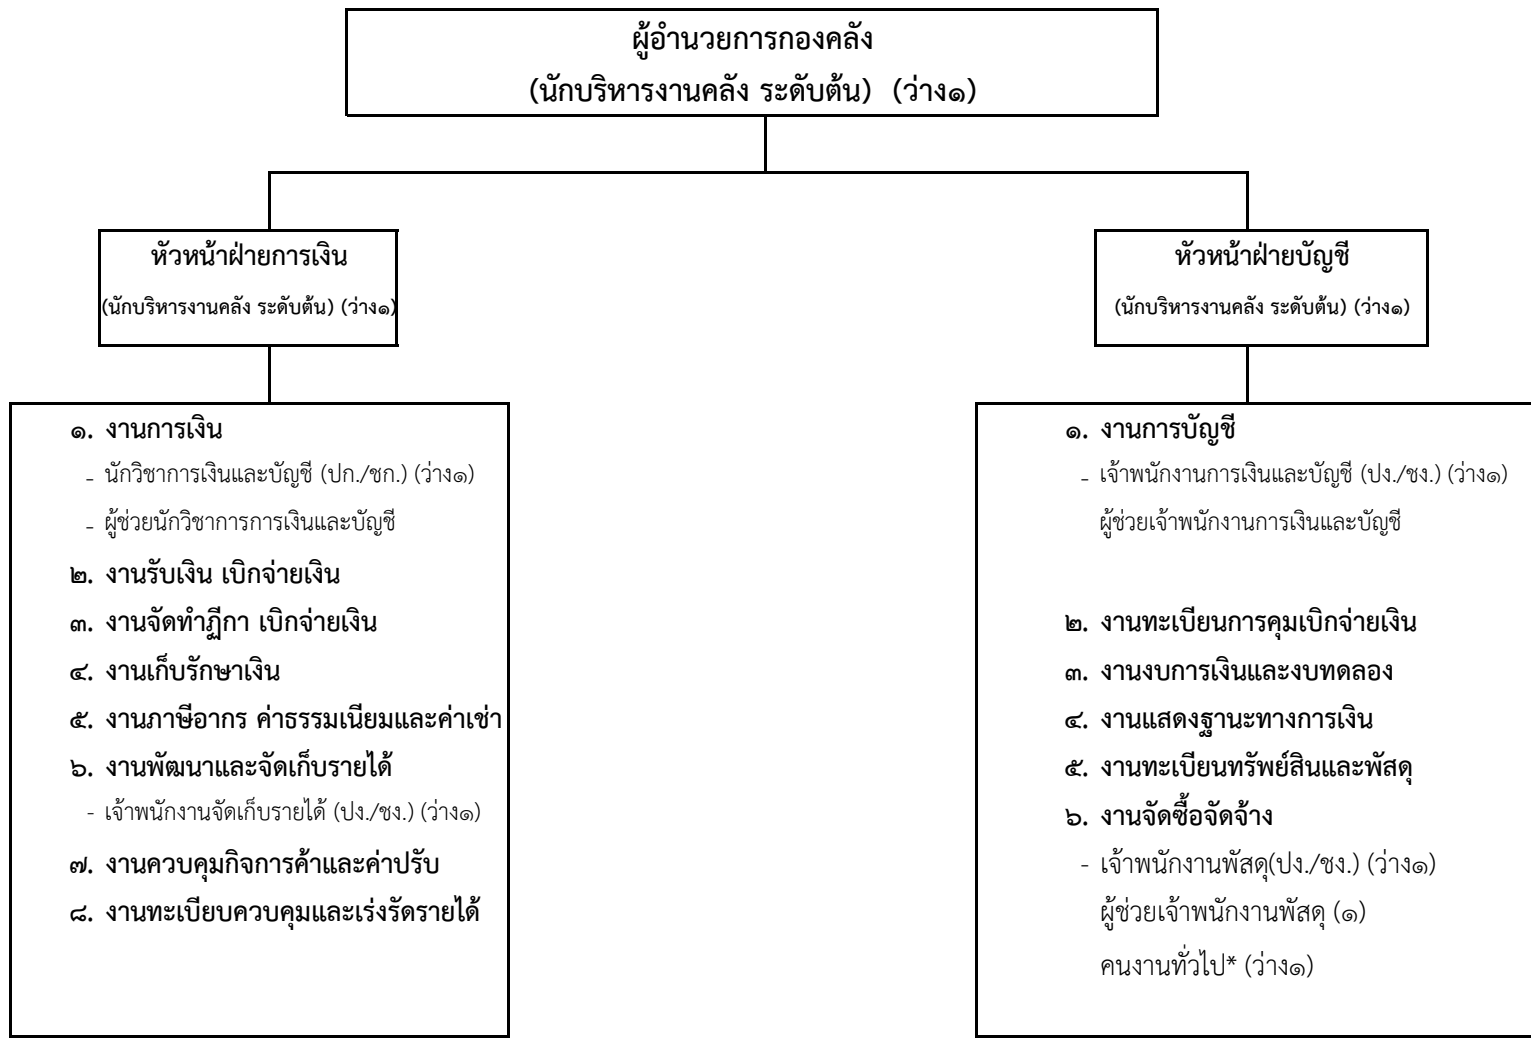 ผู้อำนวยการกองคลัง
(นักบริหารงานคลัง ระดับต้น) (ว่าง๑)
หัวหน้าฝ่ายการเงิน
(นักบริหารงานคลัง ระดับต้น) (ว่าง๑)
๑. งานการเงิน
- นักวิชาการเงินและบัญชี (ปก./ชก.) (ว่าง๑)
- ผู้ช่วยนักวิชาการการเงินและบัญชี
๒. งานรับเงิน เบิกจ่ายเงิน
๓. งานจัดทำฏีกา เบิกจ่ายเงิน
๔. งานเก็บรักษาเงิน
๕. งานภาษีอากร ค่าธรรมเนียมและค่าเช่า
๖. งานพัฒนาและจัดเก็บรายได้
- เจ้าพนักงานจัดเก็บรายได้ (ปง./ชง.) (ว่าง๑)
๗. งานควบคุมกิจการค้าและค่าปรับ
๘. งานทะเบียบควบคุมและเร่งรัดรายได้
หัวหน้าฝ่ายบัญชี
(นักบริหารงานคลัง ระดับต้น) (ว่าง๑)
๑. งานการบัญชี
- เจ้าพนักงานการเงินและบัญชี (ปง./ชง.) (ว่าง๑)
ผู้ช่วยเจ้าพนักงานการเงินและบัญชี
๒. งานทะเบียนการคุมเบิกจ่ายเงิน
๓. งานงบการเงินและงบทดลอง
๔. งานแสดงฐานะทางการเงิน
๕. งานทะเบียนทรัพย์สินและพัสดุ
๖. งานจัดซื้อจัดจ้าง
- เจ้าพนักงานพัสดุ(ปง./ชง.) (ว่าง๑)
ผู้ช่วยเจ้าพนักงานพัสดุ (๑)
คนงานทั่วไป* (ว่าง๑)